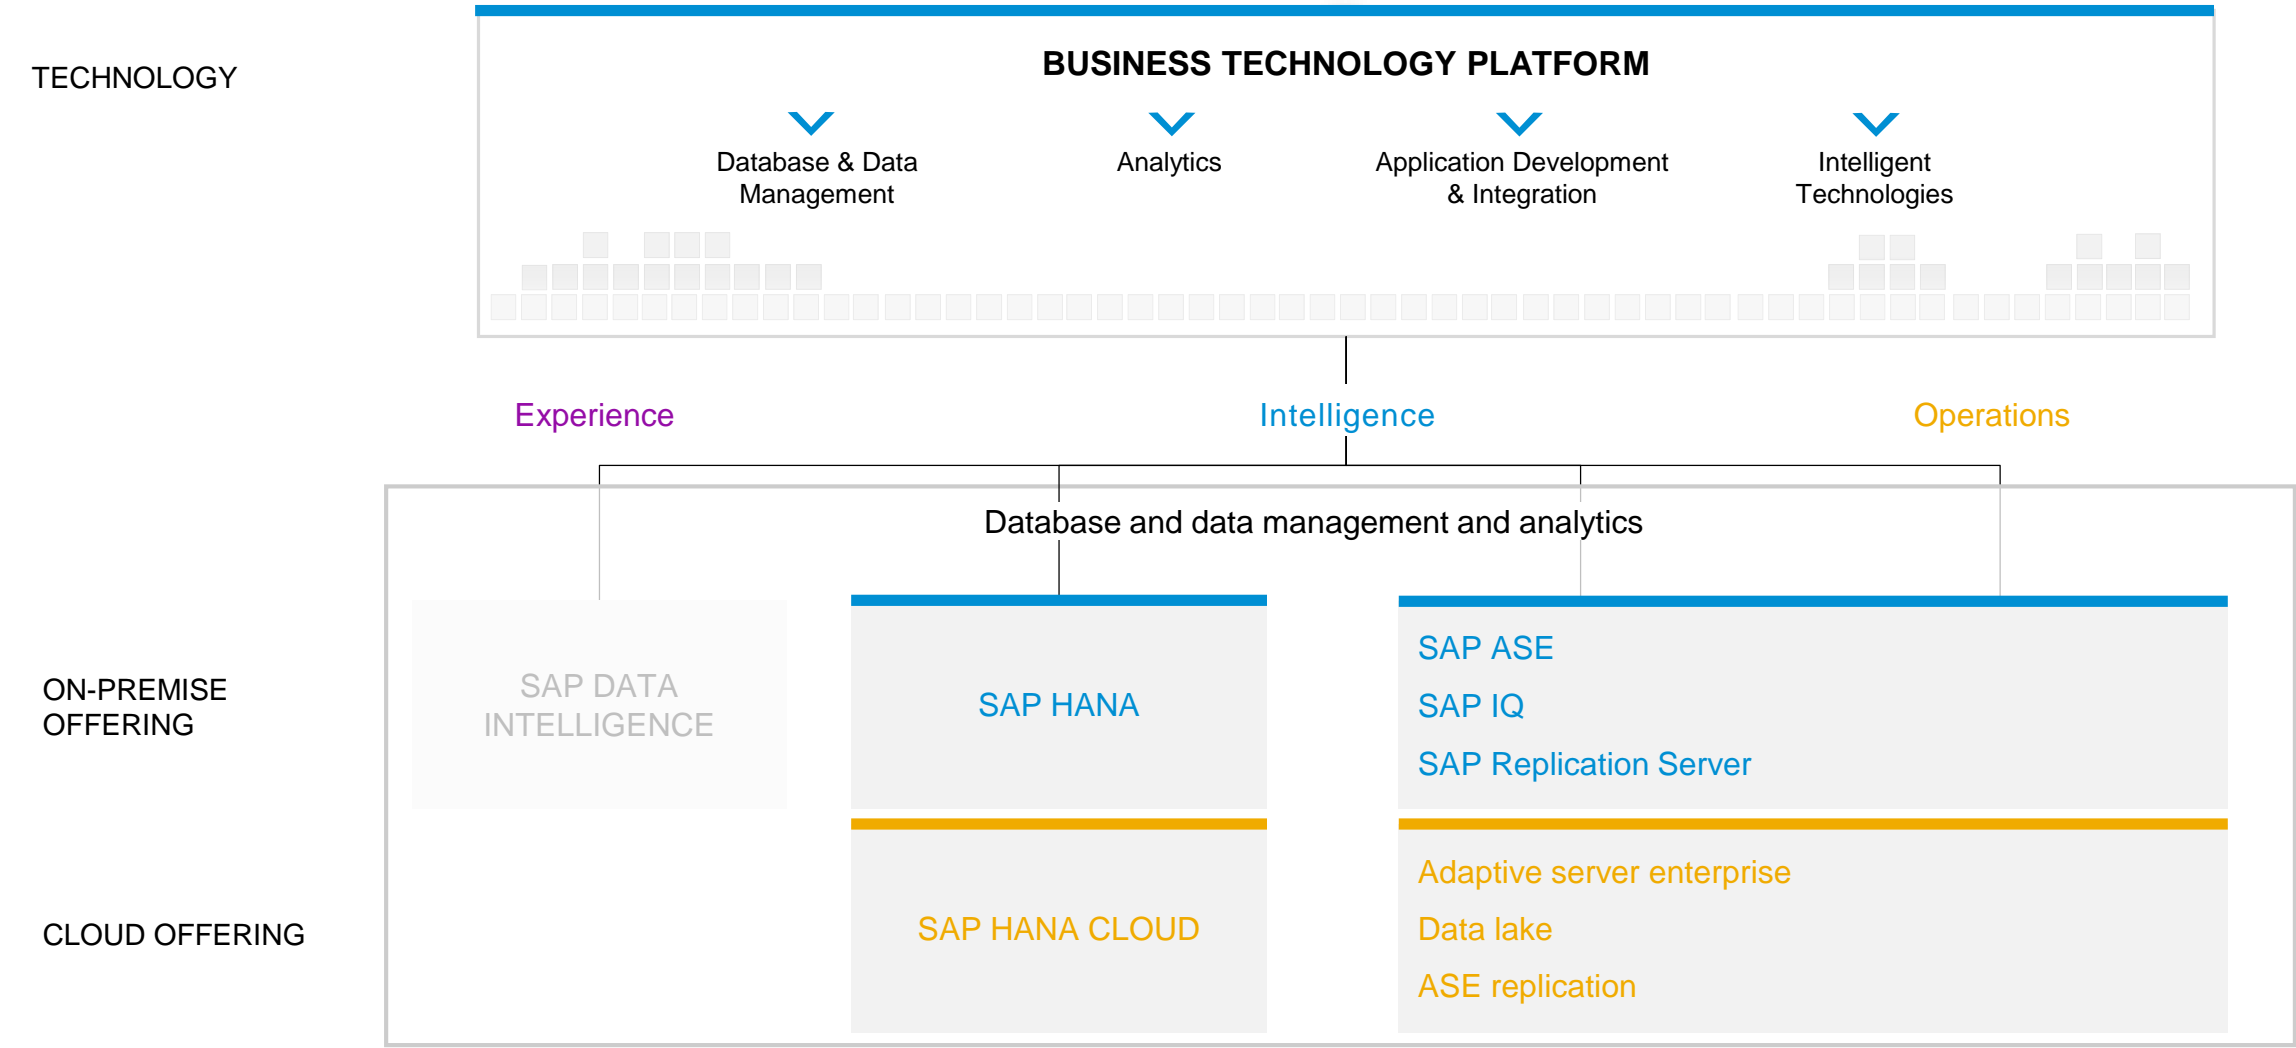 TECHNOLOGY
BUSINESS TECHNOLOGY PLATFORM
Database & Data
Management
Analytics
Application Development
& Integration
Intelligent
Technologies
Experience
Intelligence
Operations
Database and data management and analytics
ON-PREMISE
OFFERING
SAP DATA
INTELLIGENCE
SAP HANA
SAP ASE
SAP IQ
SAP Replication Server
CLOUD OFFERING
SAP HANA CLOUD
Adaptive server enterprise
Data lake
ASE replication